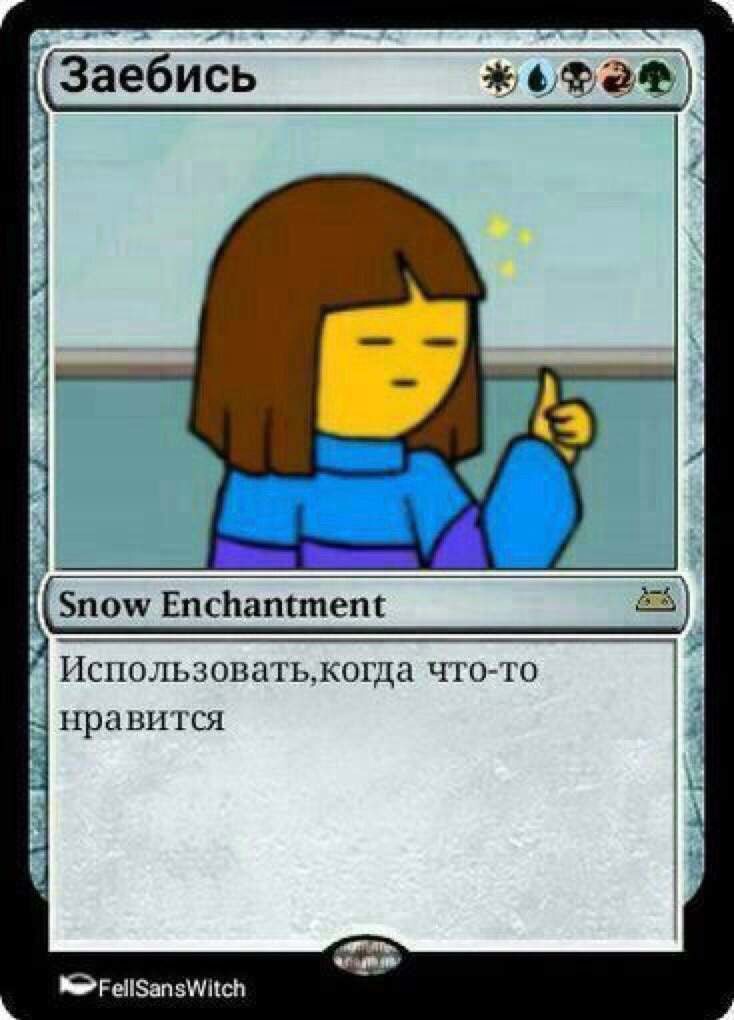 Заебись
Snow Enchantment
Использовать,когда что-то
нравится
FellSansWitch